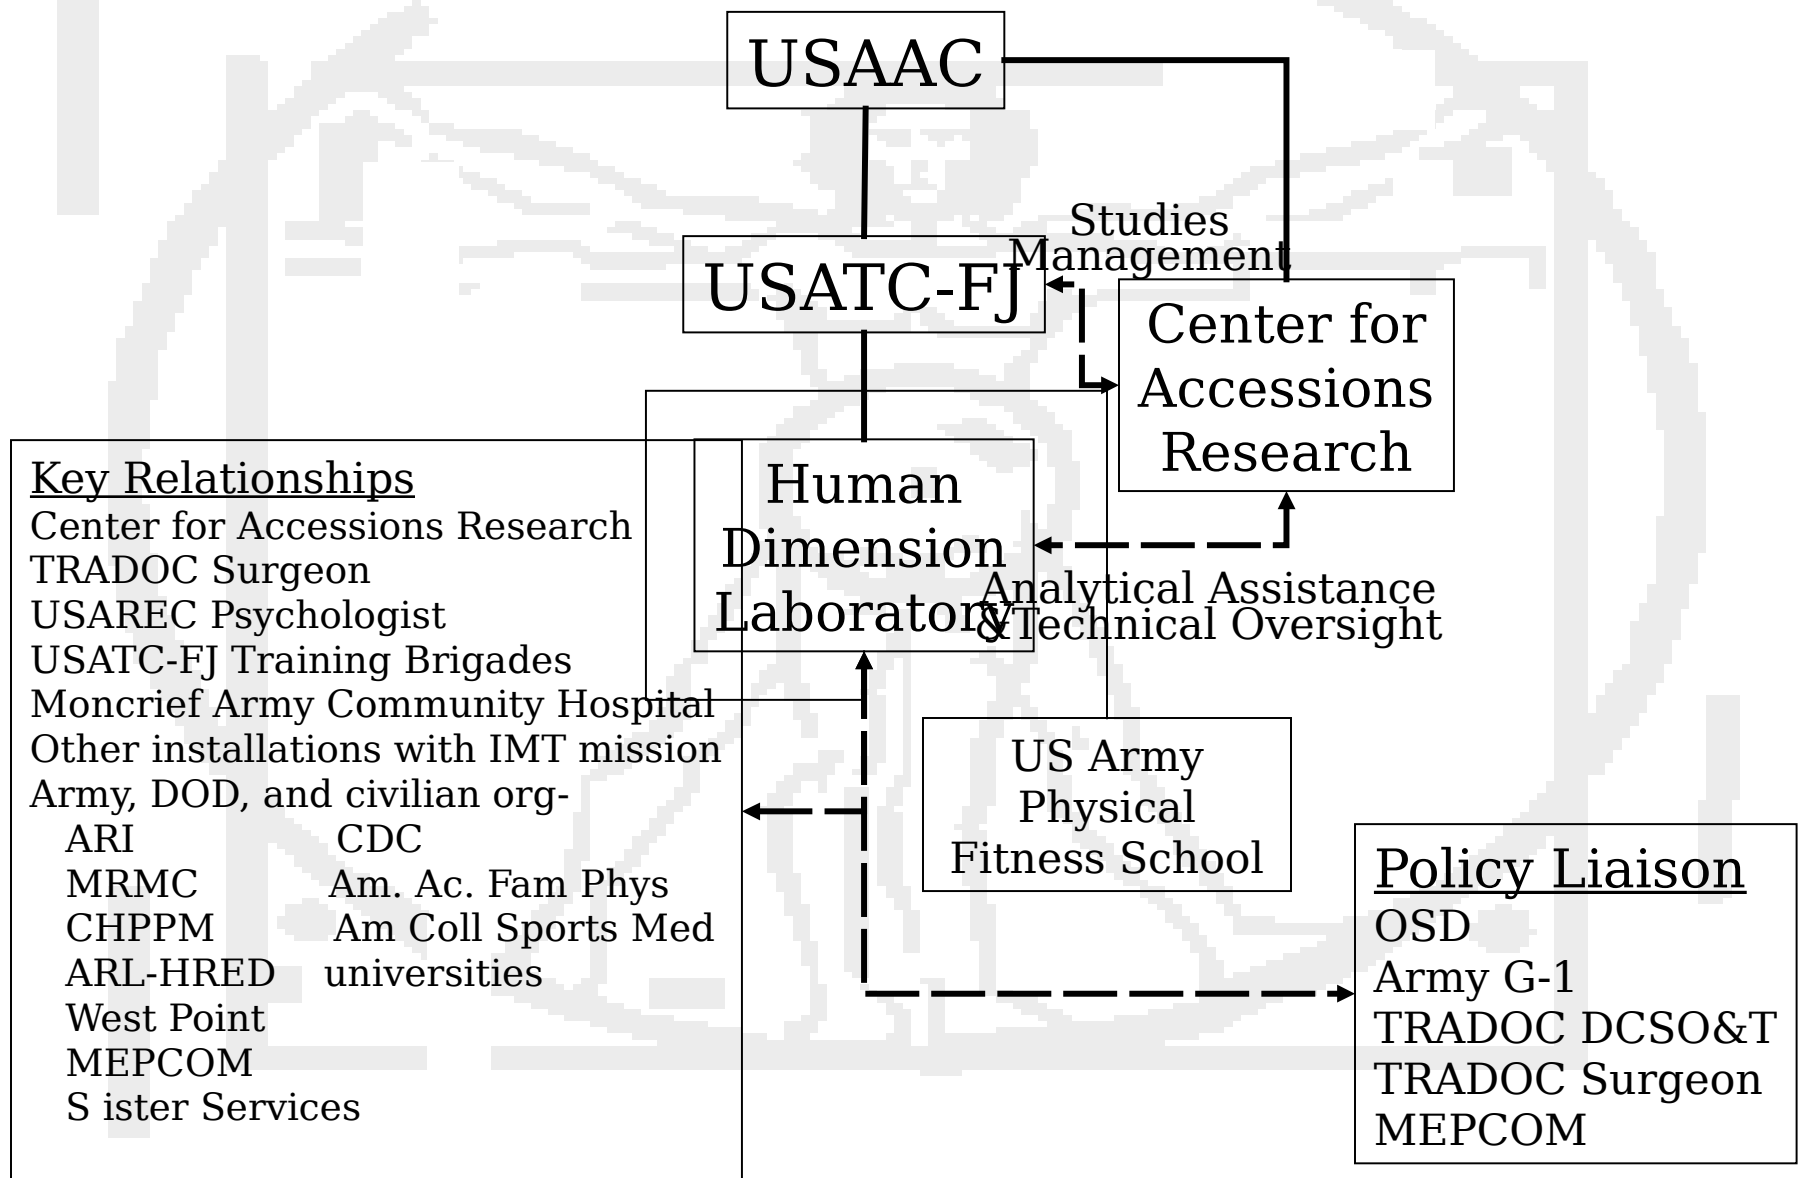 USAAC
Studies
Management
USATC-FJ
Center for
Accessions
Research
Human
Dimension
Laboratory
Analytical Assistance
&Technical Oversight
Key Relationships
Center for Accessions Research
TRADOC Surgeon
USAREC Psychologist
USATC-FJ Training Brigades
Moncrief Army Community Hospital
Other installations with IMT mission
Army, DOD, and civilian org-
ARI CDC
MRMC Am. Ac. Fam Phys
CHPPM Am Coll Sports Med
ARL-HRED universities
West Point
MEPCOM
S ister Services
US Army
Physical
Fitness School
Policy Liaison
OSD
Army G-1
TRADOC DCSO&T
TRADOC Surgeon
MEPCOM